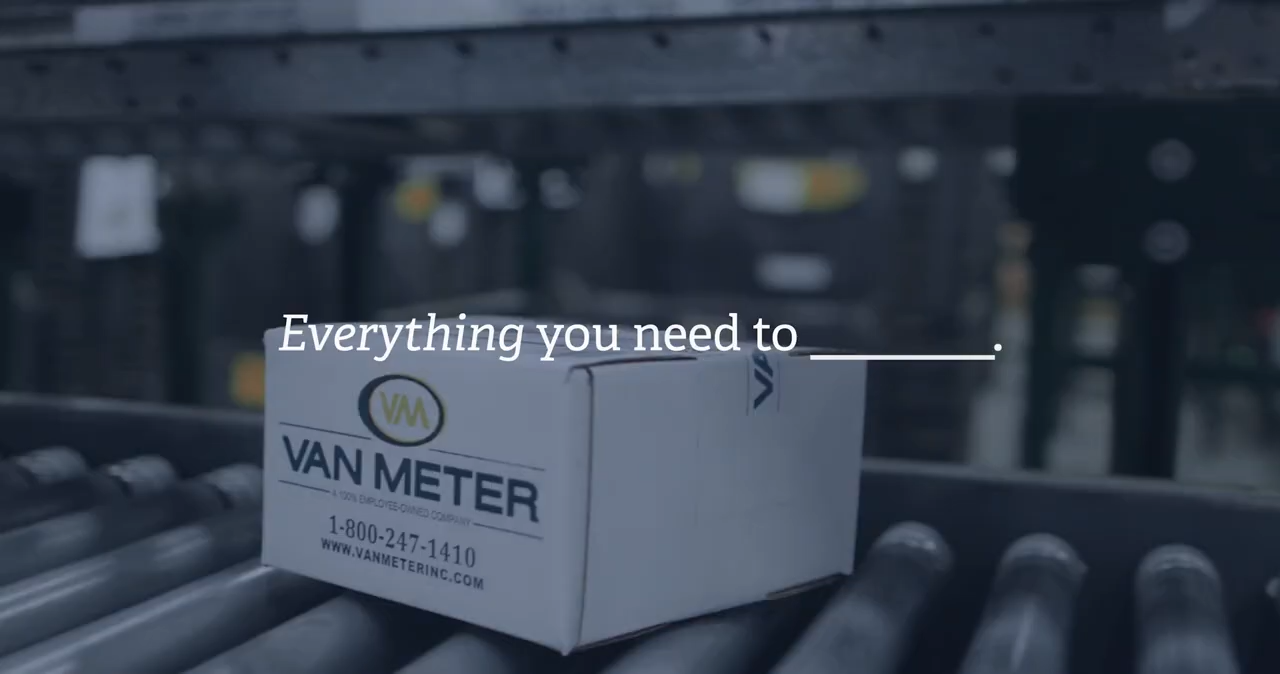 Everything you need to ________.
VM
VAN METER
A 100% EMPLOYEE-OWNED COMPANY
1-800-247-1410
WWW.VANMETERINC.COM
VA